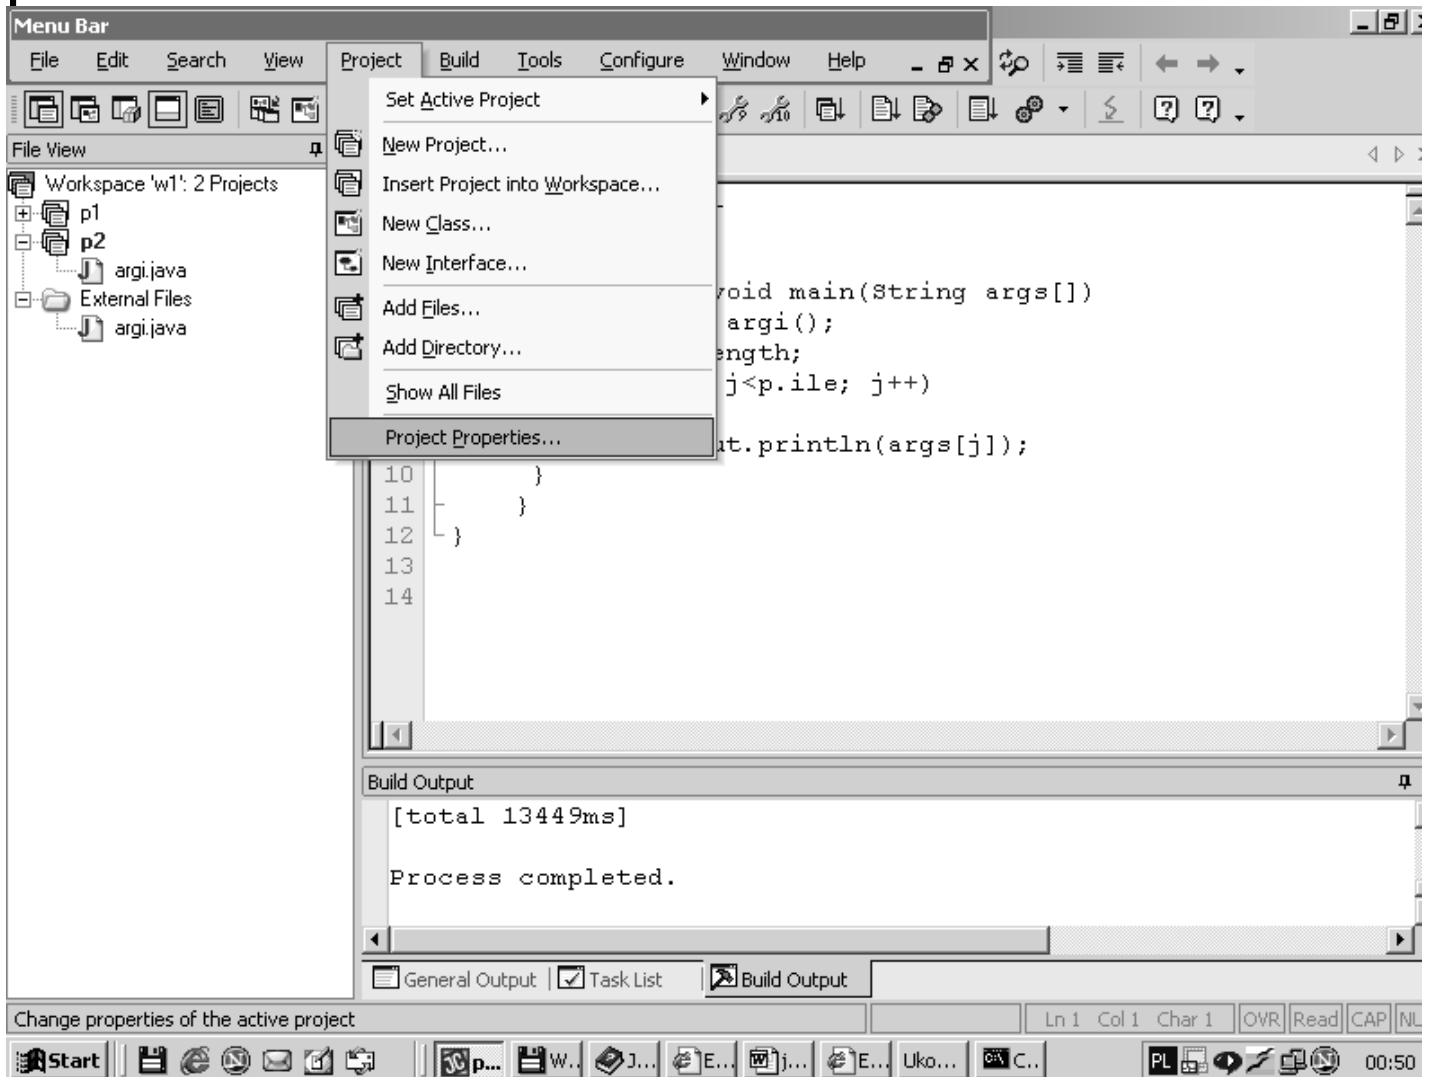 Menu Bar
File Edit Search View Project Build Tools Configure Window Help
Set Active Project
New Project...
Insert Project into Workspace...
New Class...
New Interface...
Add Files...
Add Directory...
Show All Files
Project Properties...
File View
Workspace 'w1': 2 Projects
p1
p2
argi.java
External Files
argi.java
void main(String args[])
argi();
ength;
j<p.ile; j++)
ut.println(args[j]);
10 }
11 }
12 }
13
14
Build Output
[total 13449ms]
Process completed.
General Output Task List Build Output
Change properties of the active project Ln 1 Col 1 Char 1 OVR Read CAP
Start p... W.. J... E... j... E... Uko... C.. PL 00:50